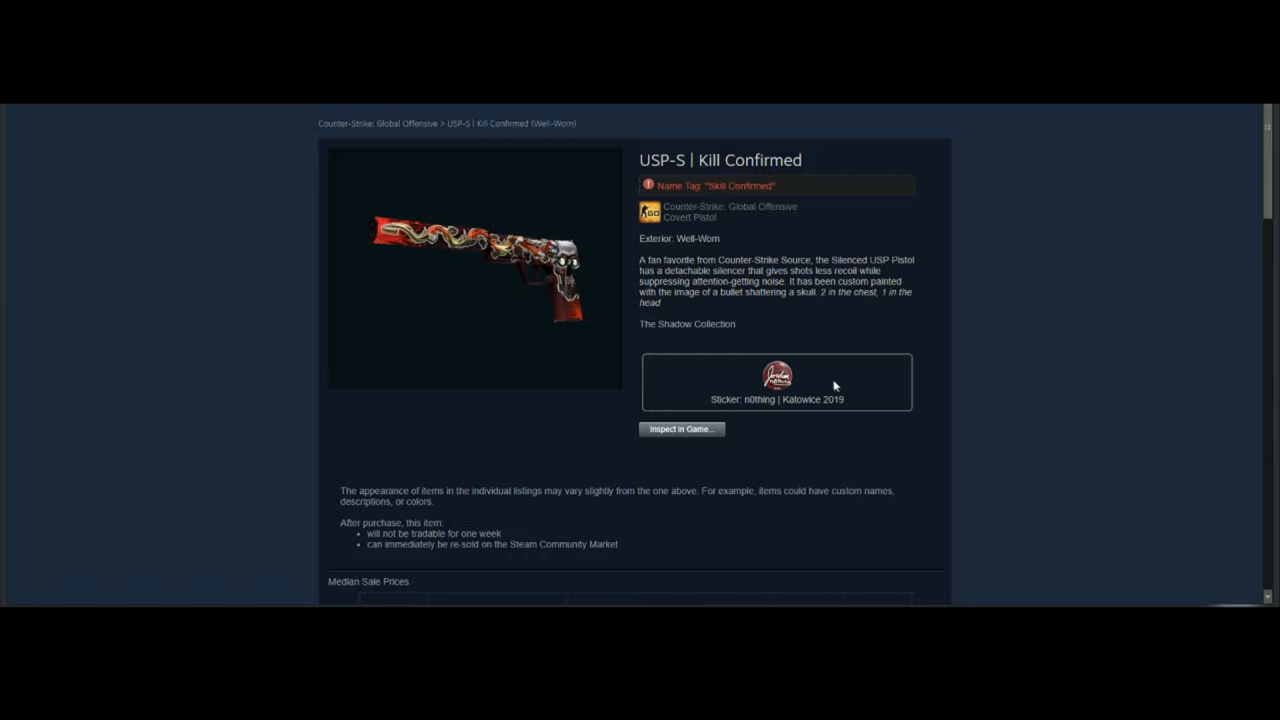 Counter-Strike: Global Offensive > USP-S | Kill Confirmed (Well-Worn)
USP-S | Kill Confirmed
Name Tag: "Skill Confirmed"
Counter-Strike: Global Offensive
Covert Pistol
Exterior: Well-Worn
A fan favorite from Counter-Strike Source, the Silenced USP Pistol
has a detachable silencer that gives shots less recoil while
suppressing attention-getting noise. It has been custom painted
with the image of a bullet shattering a skull. 2 in the chest, 1 in the
head
The Shadow Collection
Sticker: n0thing | Katowice 2019
Inspect in Game...
The appearance of items in the individual listings may vary slightly from the one above. For example, items could have custom names,
descriptions, or colors.
After purchase, this item:
• will not be tradable for one week
• can immediately be re-sold on the Steam Community Market
Median Sale Prices